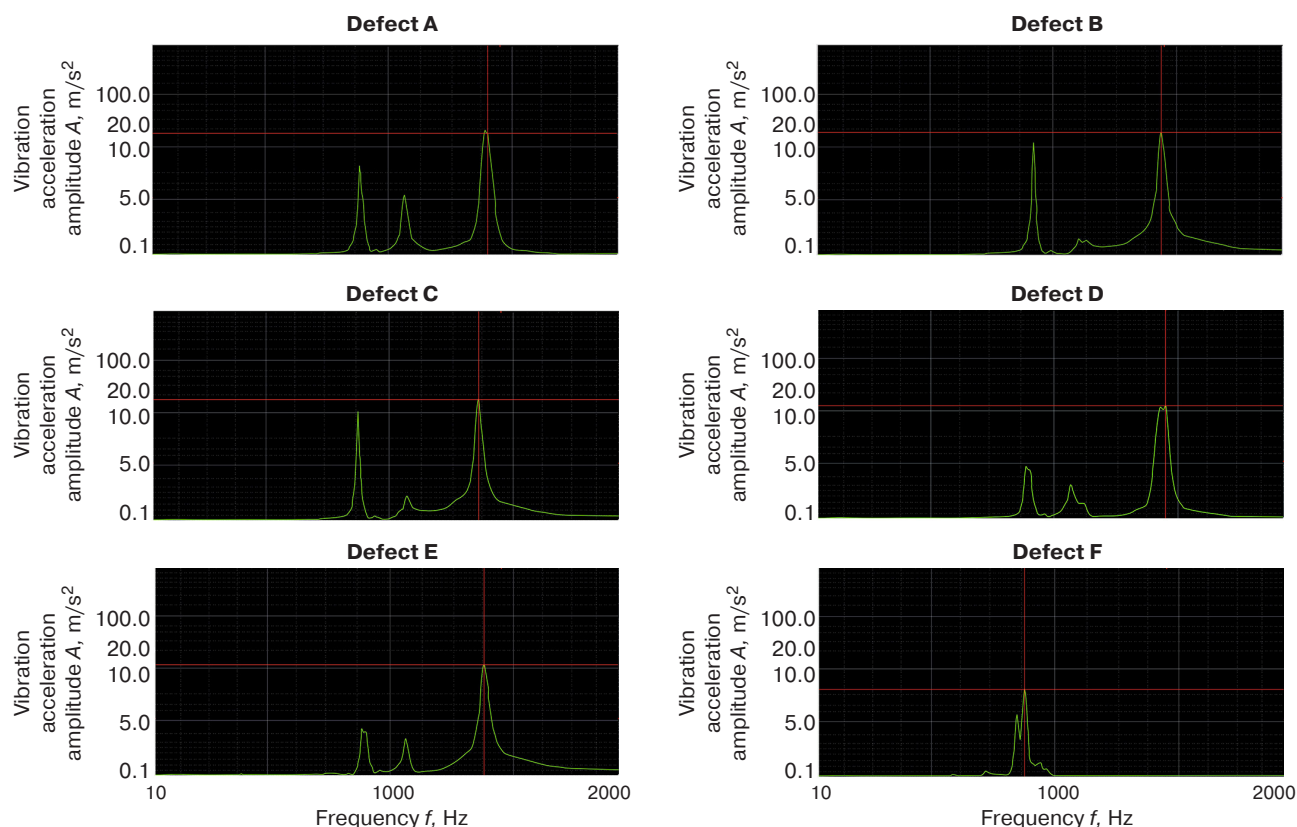 Defect A
Vibration
acceleration
amplitude A, m/s²
100.0
20.0
10.0
5.0
0.1
Defect B
Vibration
acceleration
amplitude A, m/s²
100.0
20.0
10.0
5.0
0.1
Defect C
Vibration
acceleration
amplitude A, m/s²
100.0
20.0
10.0
5.0
0.1
Defect D
Vibration
acceleration
amplitude A, m/s²
100.0
20.0
10.0
5.0
0.1
Defect E
Vibration
acceleration
amplitude A, m/s²
100.0
20.0
10.0
5.0
0.1
10 1000 2000
Frequency f, Hz
Defect F
Vibration
acceleration
amplitude A, m/s²
100.0
20.0
10.0
5.0
0.1
10 1000 2000
Frequency f, Hz